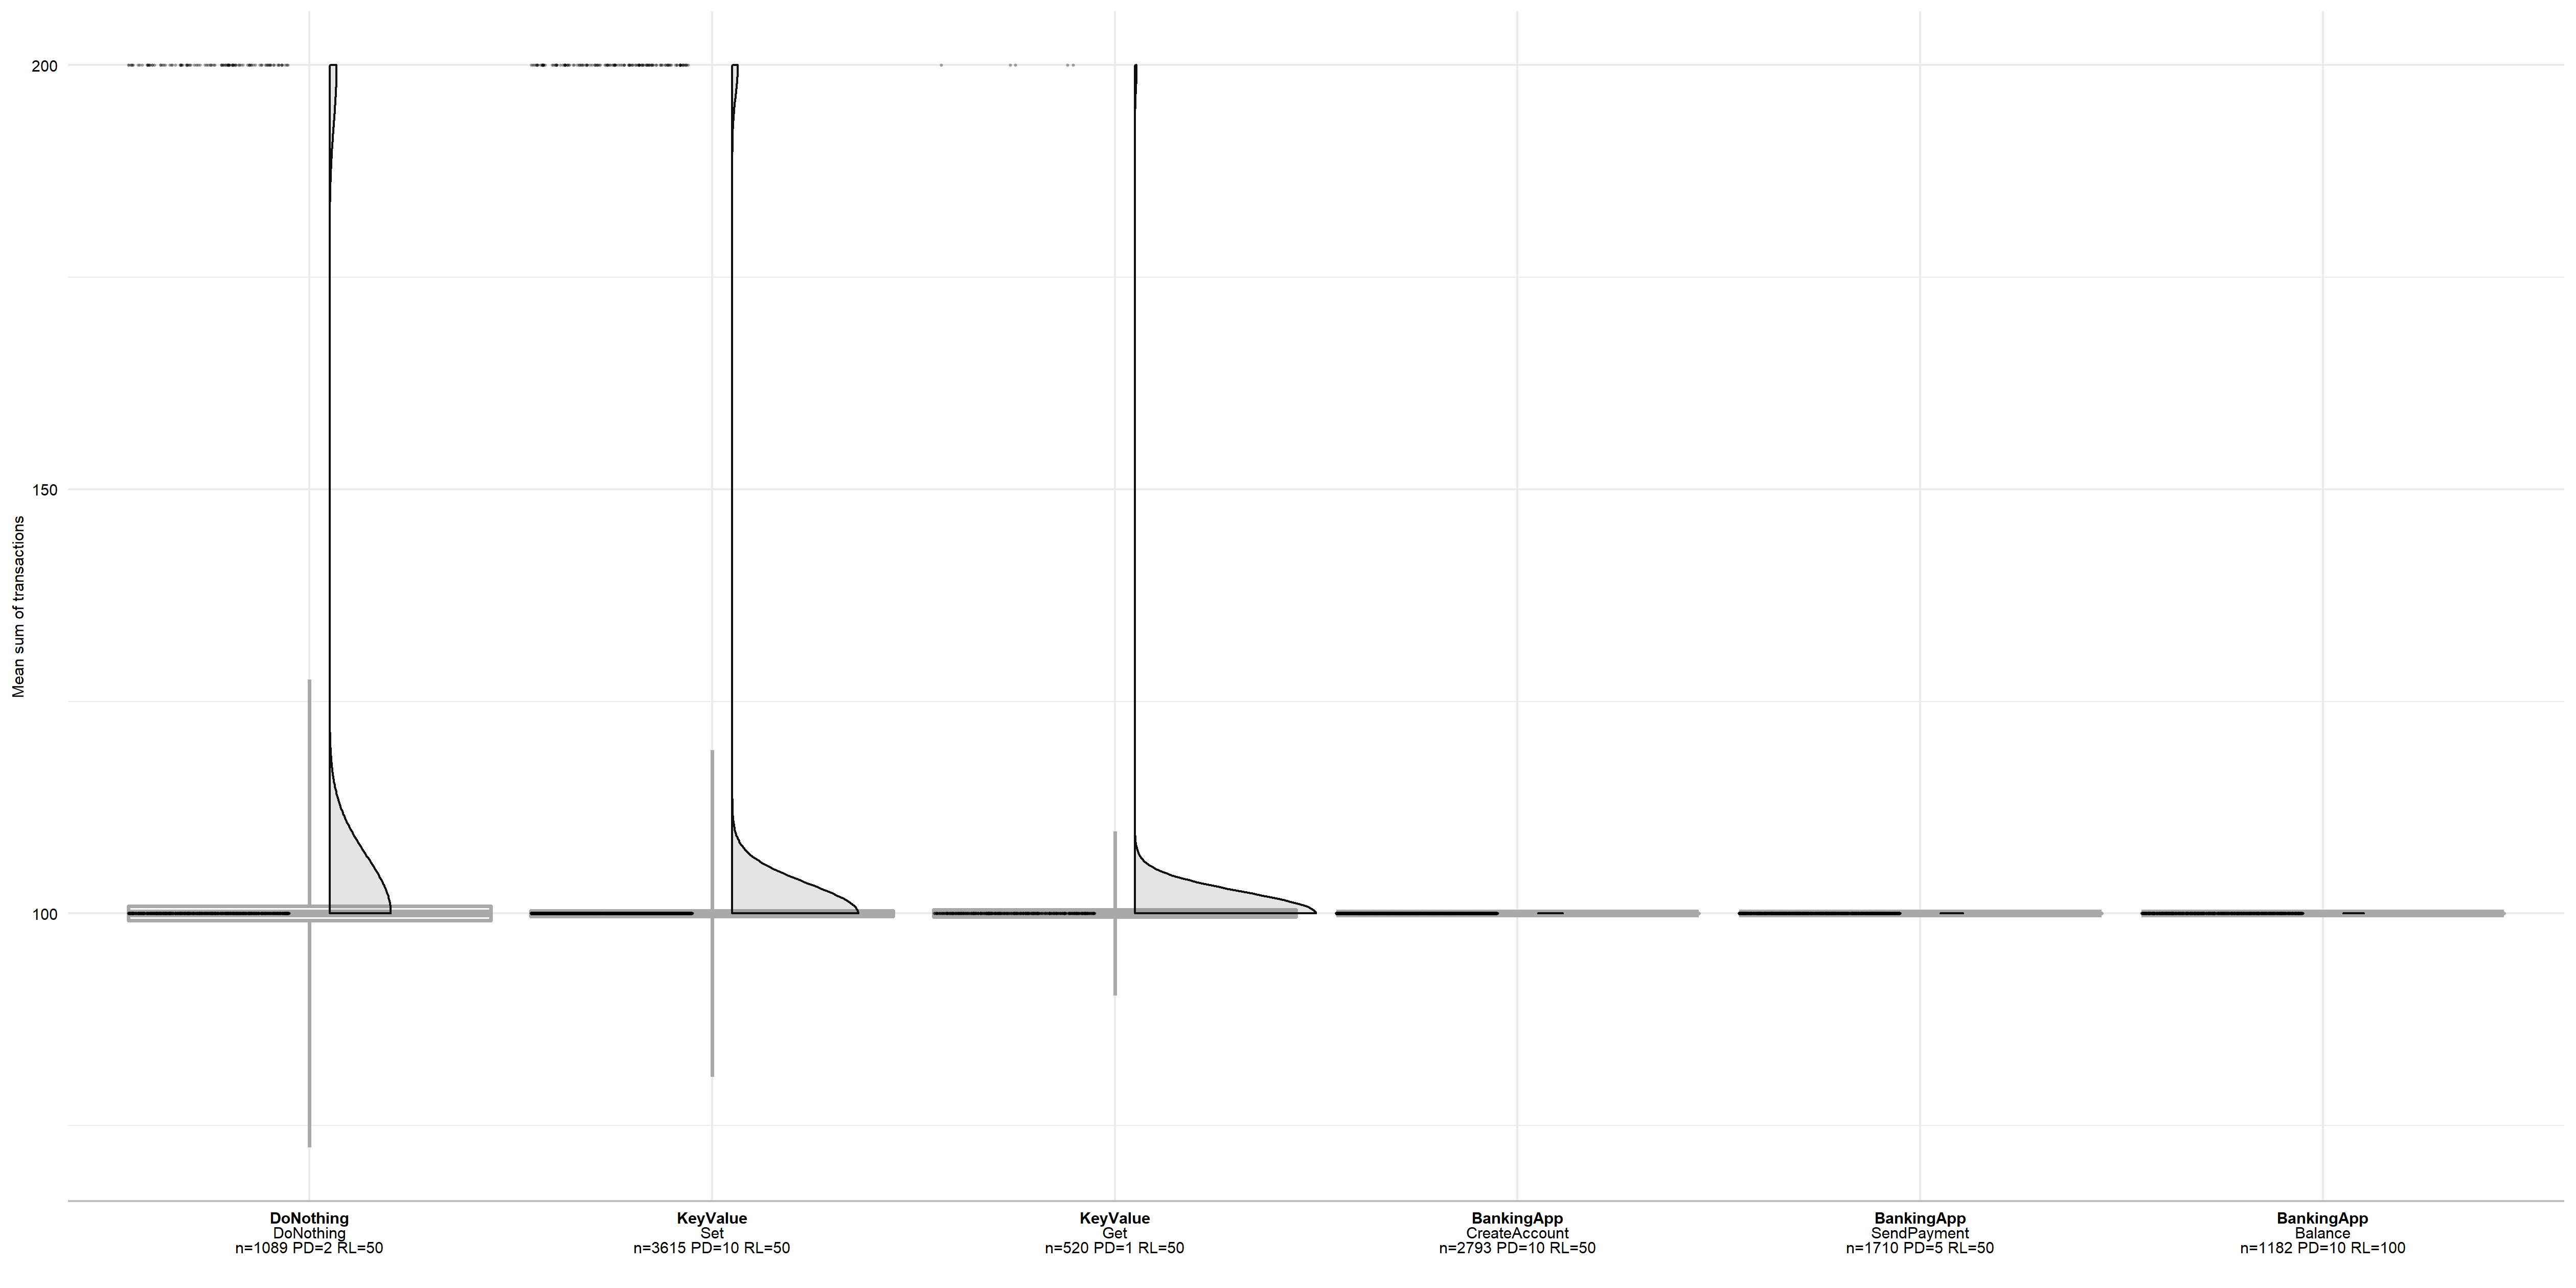 200
150
100
Mean sum of transactions
DoNothing
DoNothing
n=1089 PD=2 RL=50
KeyValue
Set
n=3615 PD=10 RL=50
KeyValue
Get
n=520 PD=1 RL=50
BankingApp
CreateAccount
n=2793 PD=10 RL=50
BankingApp
SendPayment
n=1710 PD=5 RL=50
BankingApp
Balance
n=1182 PD=10 RL=100